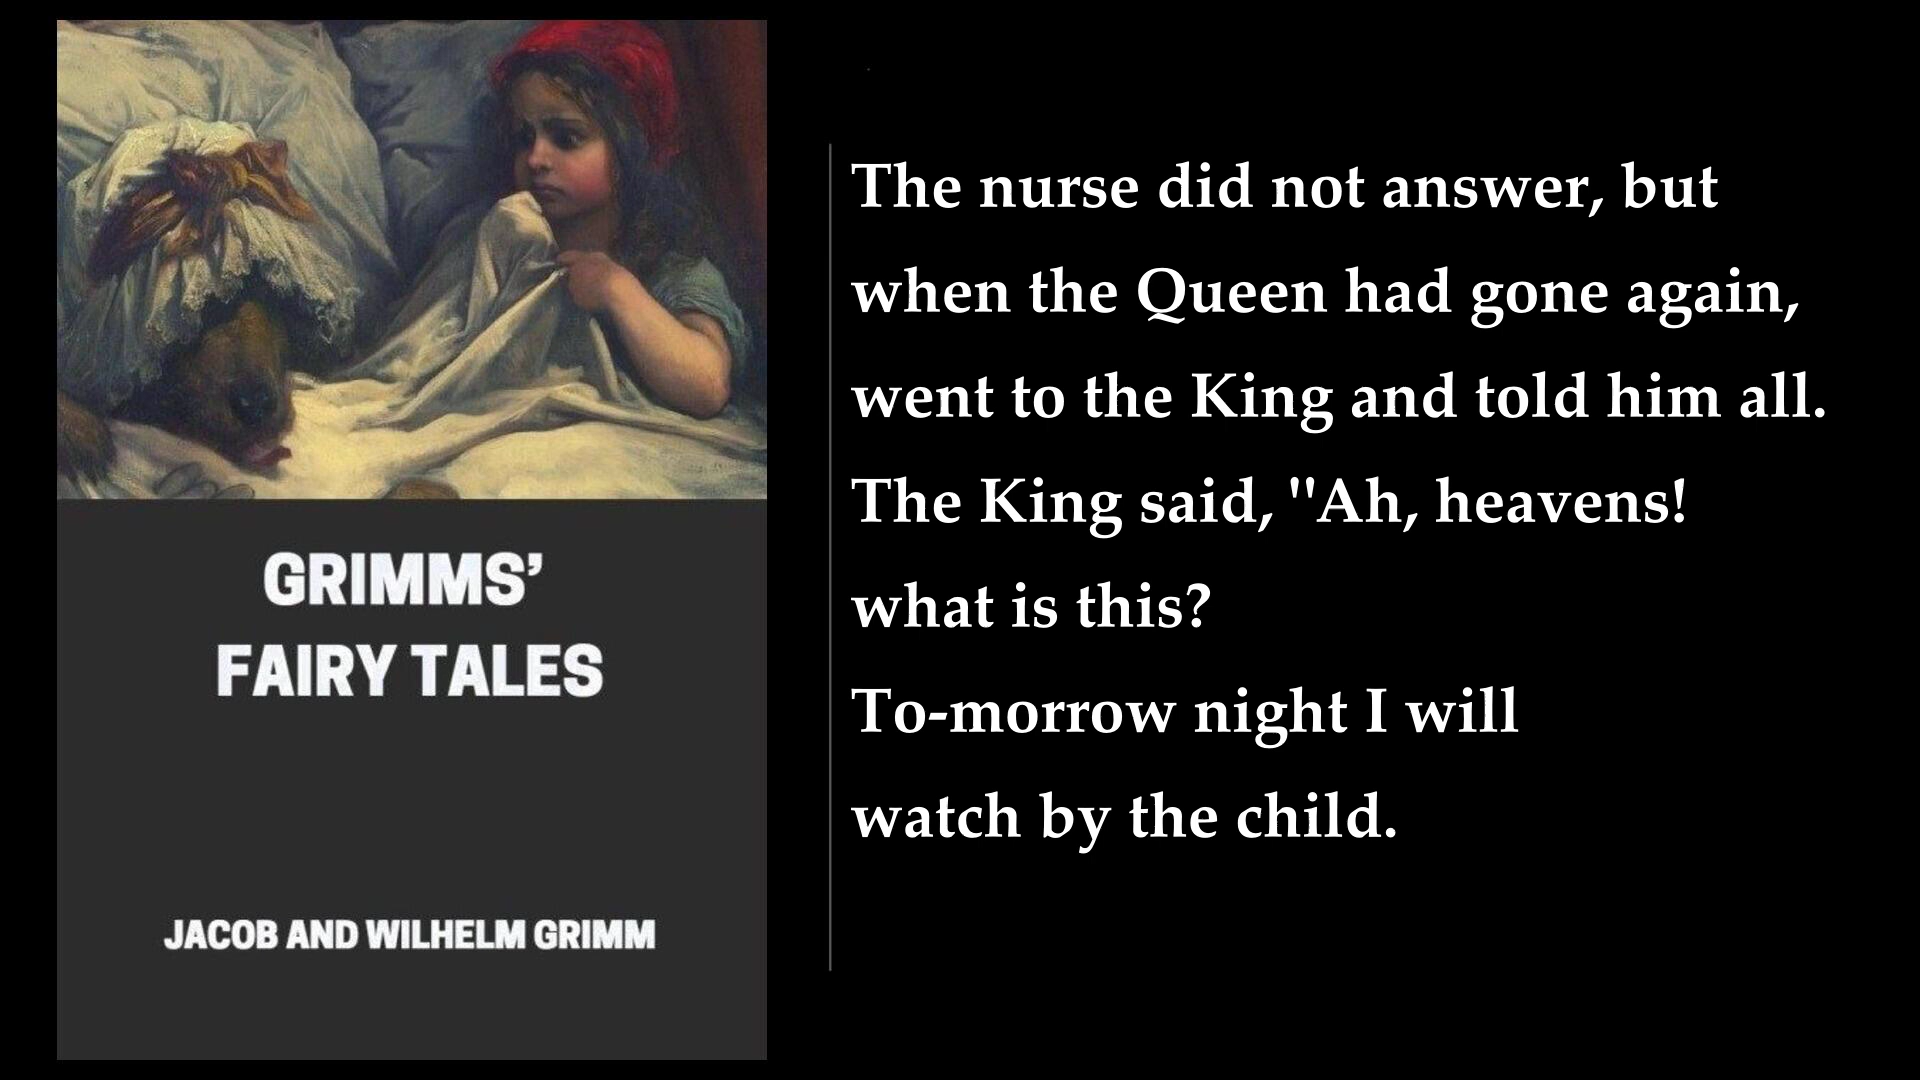 GRIMMS’
FAIRY TALES
JACOB AND WILHELM GRIMM
The nurse did not answer, but
when the Queen had gone again,
went to the King and told him all.
The King said, "Ah, heavens!
what is this?
To-morrow night I will
watch by the child.